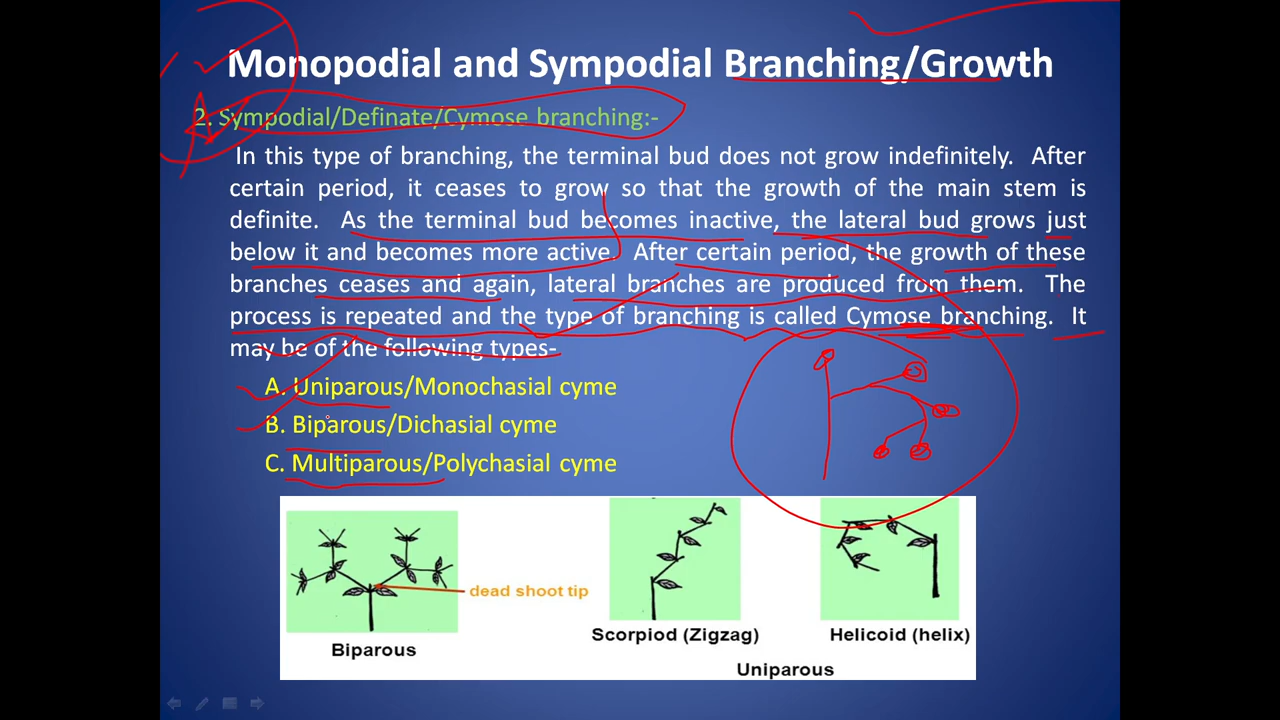 Monopodial and Sympodial Branching/Growth
2. Sympodial/Definate/Cymose branching:-
In this type of branching, the terminal bud does not grow indefinitely. After
certain period, it ceases to grow so that the growth of the main stem is
definite. As the terminal bud becomes inactive, the lateral bud grows just
below it and becomes more active. After certain period, the growth of these
branches ceases and again, lateral branches are produced from them. The
process is repeated and the type of branching is called Cymose branching. It
may be of the following types-
A. Uniparous/Monochasial cyme
B. Biparous/Dichasial cyme
C. Multiparous/Polychasial cyme
dead shoot tip
Biparous
Scorpiod (Zigzag)
Helicoid (helix)
Uniparous